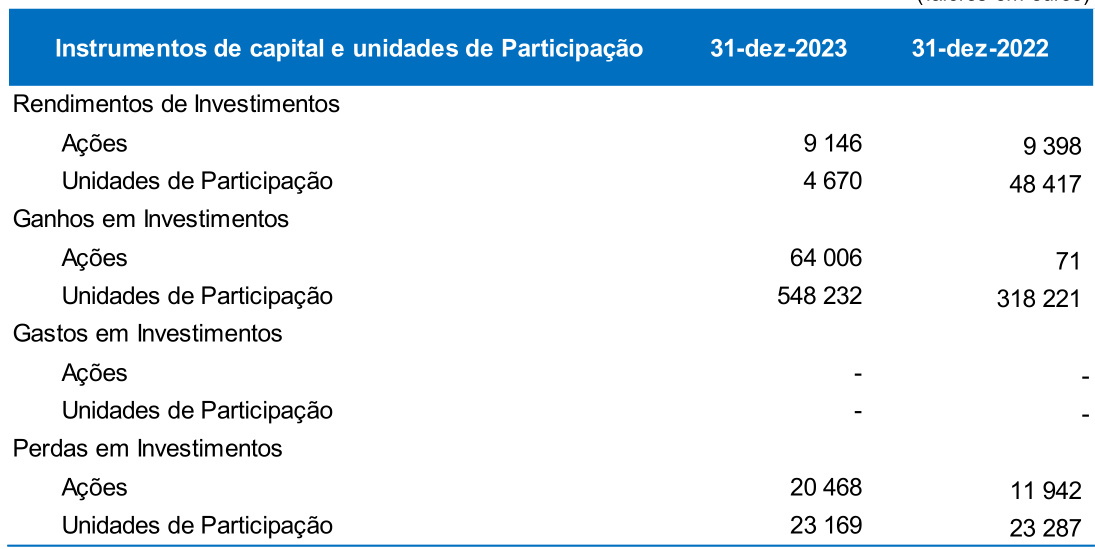 Instrumentos de capital e unidades de Participação 31-dez-2023 31-dez-2022
Rendimentos de Investimentos
Ações 9 146 9 398
Unidades de Participação 4 670 48 417
Ganhos em Investimentos
Ações 64 006 71
Unidades de Participação 548 232 318 221
Gastos em Investimentos
Ações - -
Unidades de Participação - -
Perdas em Investimentos
Ações 20 468 11 942
Unidades de Participação 23 169 23 287